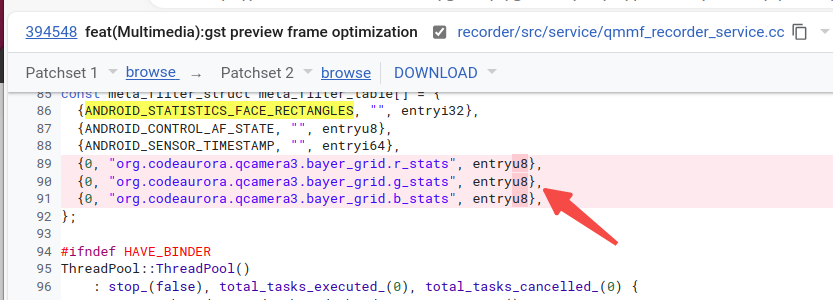 394548 feat(Multimedia):gst preview frame optimization recorder/src/service/qmmf_recorder_service.cc
Patchset 1 browse → Patchset 2 browse DOWNLOAD
85 const meta_filter_struct meta_filter_table[] = {
86 {ANDROID_STATISTICS_FACE_RECTANGLES, "", entryi32},
87 {ANDROID_CONTROL_AF_STATE, "", entryu8},
88 {ANDROID_SENSOR_TIMESTAMP, "", entryi64},
89 {0, "org.codeaurora.qcamera3.bayer_grid.r_stats", entryu8},
90 {0, "org.codeaurora.qcamera3.bayer_grid.g_stats", entryu8},
91 {0, "org.codeaurora.qcamera3.bayer_grid.b_stats", entryu8},
92 };
93
94 #ifndef HAVE_BINDER
95 ThreadPool::ThreadPool()
96 : stop_(false), total_tasks_executed_(0), total_tasks_cancelled_(0) {